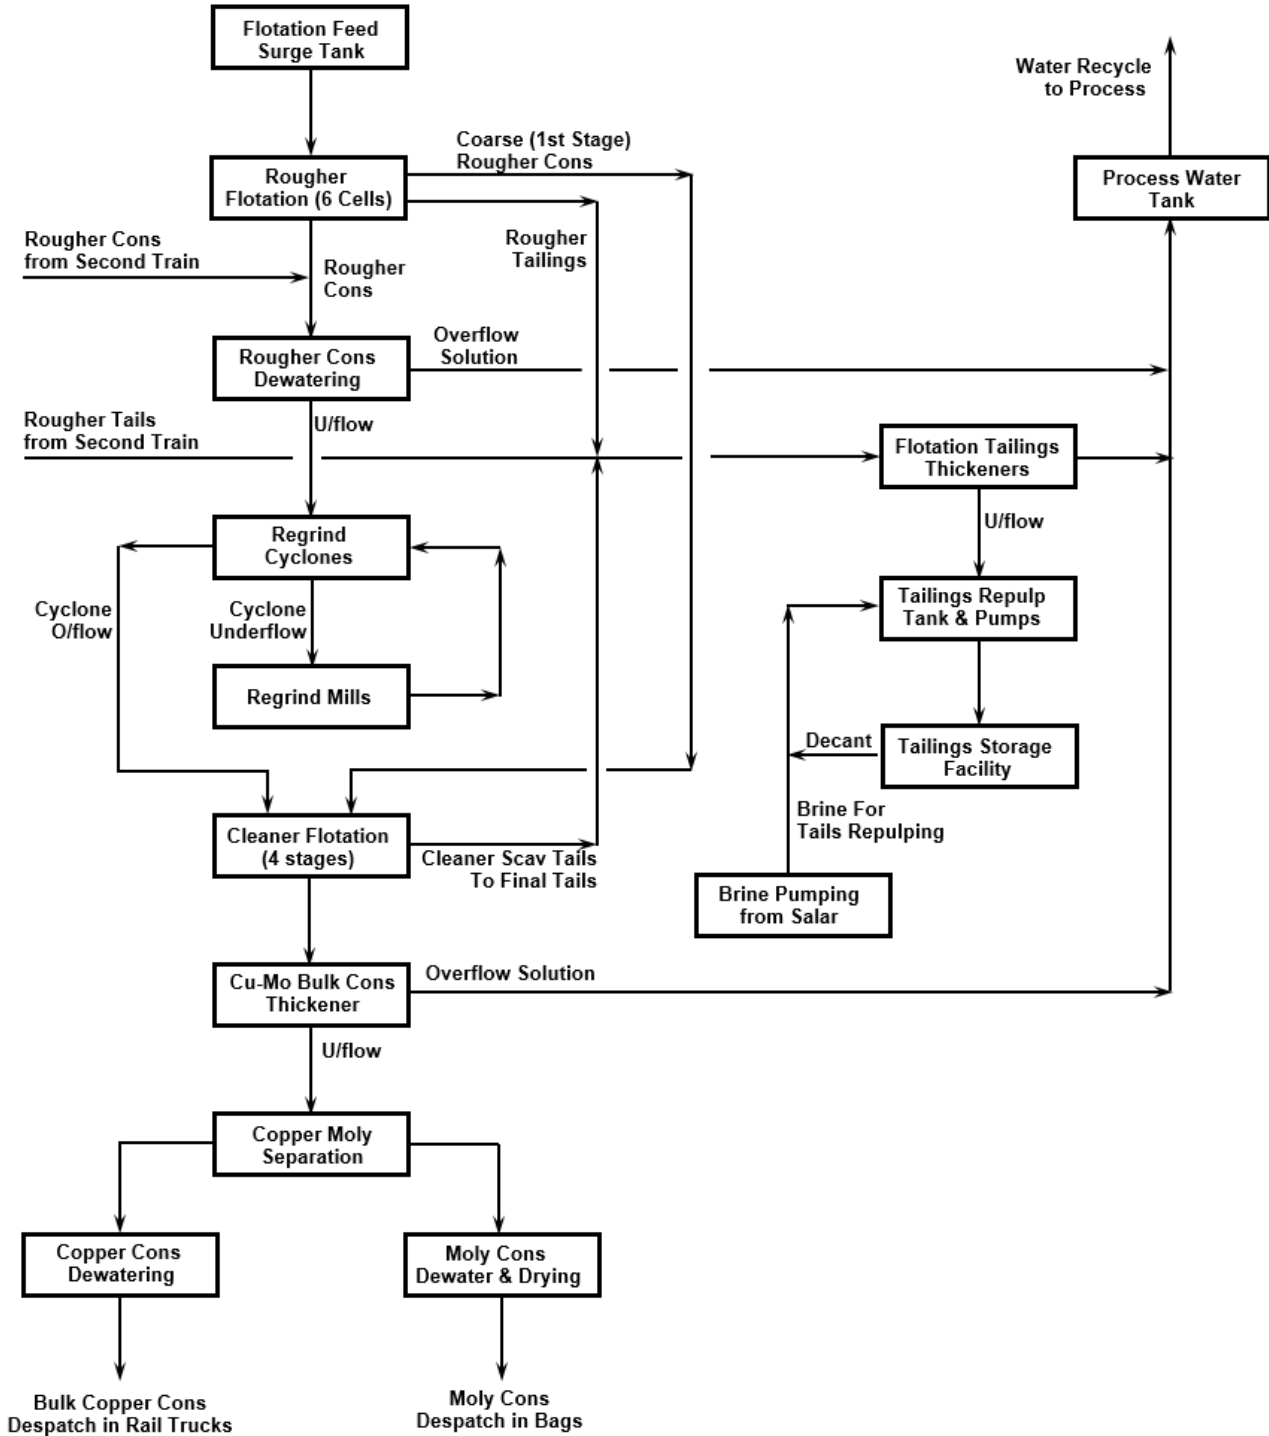 Flotation Feed
Surge Tank
Water Recycle
to Process
Coarse (1st Stage)
Rougher Cons
Rougher
Flotation (6 Cells)
Process Water
Tank
Rougher Cons
from Second Train
Rougher
Cons
Rougher
Tailings
Overflow
Solution
Rougher Cons
Dewatering
Rougher Tails
from Second Train
U/flow
Flotation Tailings
Thickeners
U/flow
Regrind
Cyclones
Cyclone
O/flow
Cyclone
Underflow
Tailings Repulp
Tank & Pumps
Regrind Mills
Decant
Tailings Storage
Facility
Brine For
Tails Repulping
Cleaner Flotation
(4 stages)
Cleaner Scav Tails
To Final Tails
Brine Pumping
from Salar
Cu-Mo Bulk Cons
Thickener
Overflow Solution
U/flow
Copper Moly
Separation
Copper Cons
Dewatering
Moly Cons
Dewater & Drying
Bulk Copper Cons
Despatch in Rail Trucks
Moly Cons
Despatch in Bags